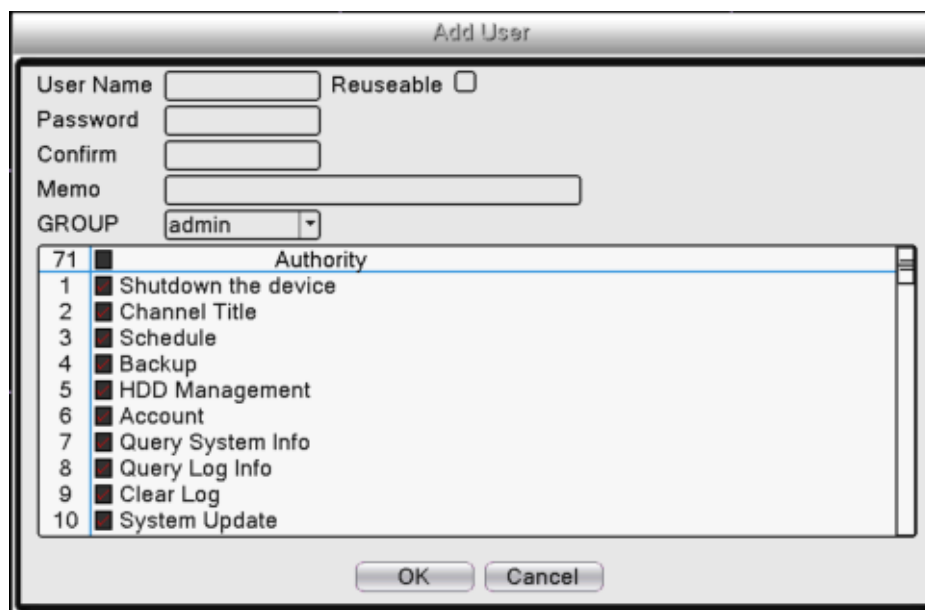 Add User
User Name Reuseable
Password
Confirm
Memo
GROUP admin
71 Authority
1 Shutdown the device
2 Channel Title
3 Schedule
4 Backup
5 HDD Management
6 Account
7 Query System Info
8 Query Log Info
9 Clear Log
10 System Update
OK Cancel